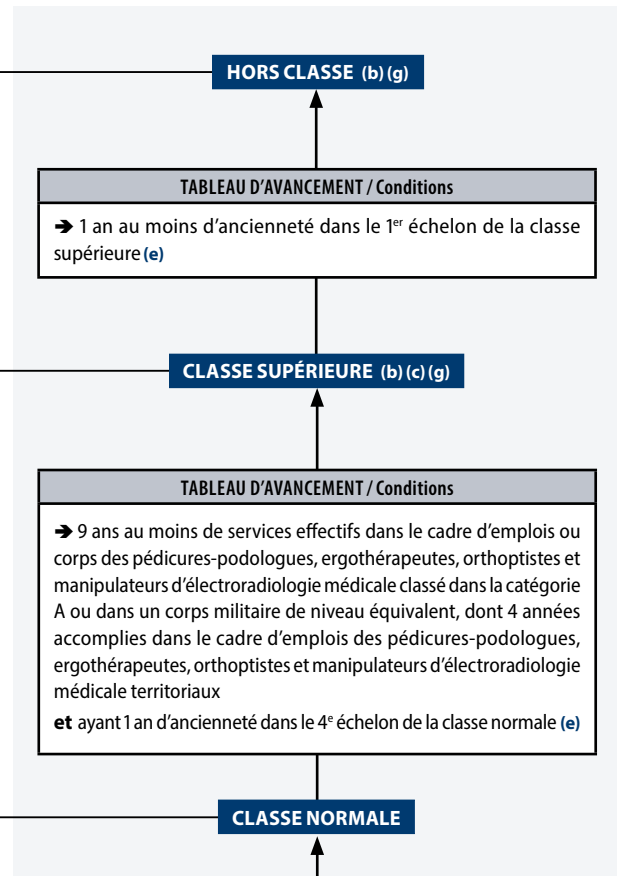 HORS CLASSE (b) (g)
TABLEAU D'AVANCEMENT / Conditions
➔ 1 an au moins d'ancienneté dans le 1er échelon de la classe
supérieure (e)
CLASSE SUPÉRIEURE (b) (c) (g)
TABLEAU D'AVANCEMENT / Conditions
➔ 9 ans au moins de services effectifs dans le cadre d'emplois ou
corps des pédicures-podologues, ergothérapeutes, orthoptistes et
manipulateurs d'électroradiologie médicale classé dans la catégorie
A ou dans un corps militaire de niveau équivalent, dont 4 années
accomplies dans le cadre d'emplois des pédicures-podologues,
ergothérapeutes, orthoptistes et manipulateurs d'électroradiologie
médicale territoriaux
et ayant 1 an d'ancienneté dans le 4e échelon de la classe normale (e)
CLASSE NORMALE